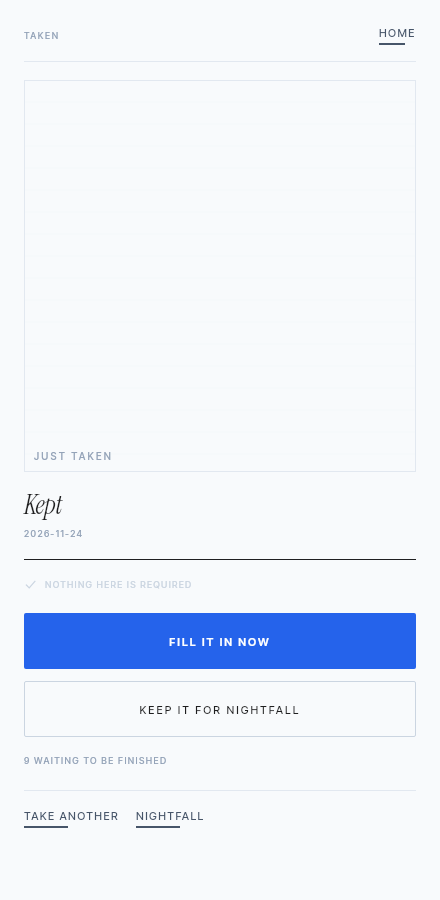 TAKEN
HOME
JUST TAKEN
Kept
2026-11-24
NOTHING HERE IS REQUIRED
FILL IT IN NOW
KEEP IT FOR NIGHTFALL
9 WAITING TO BE FINISHED
TAKE ANOTHER
NIGHTFALL